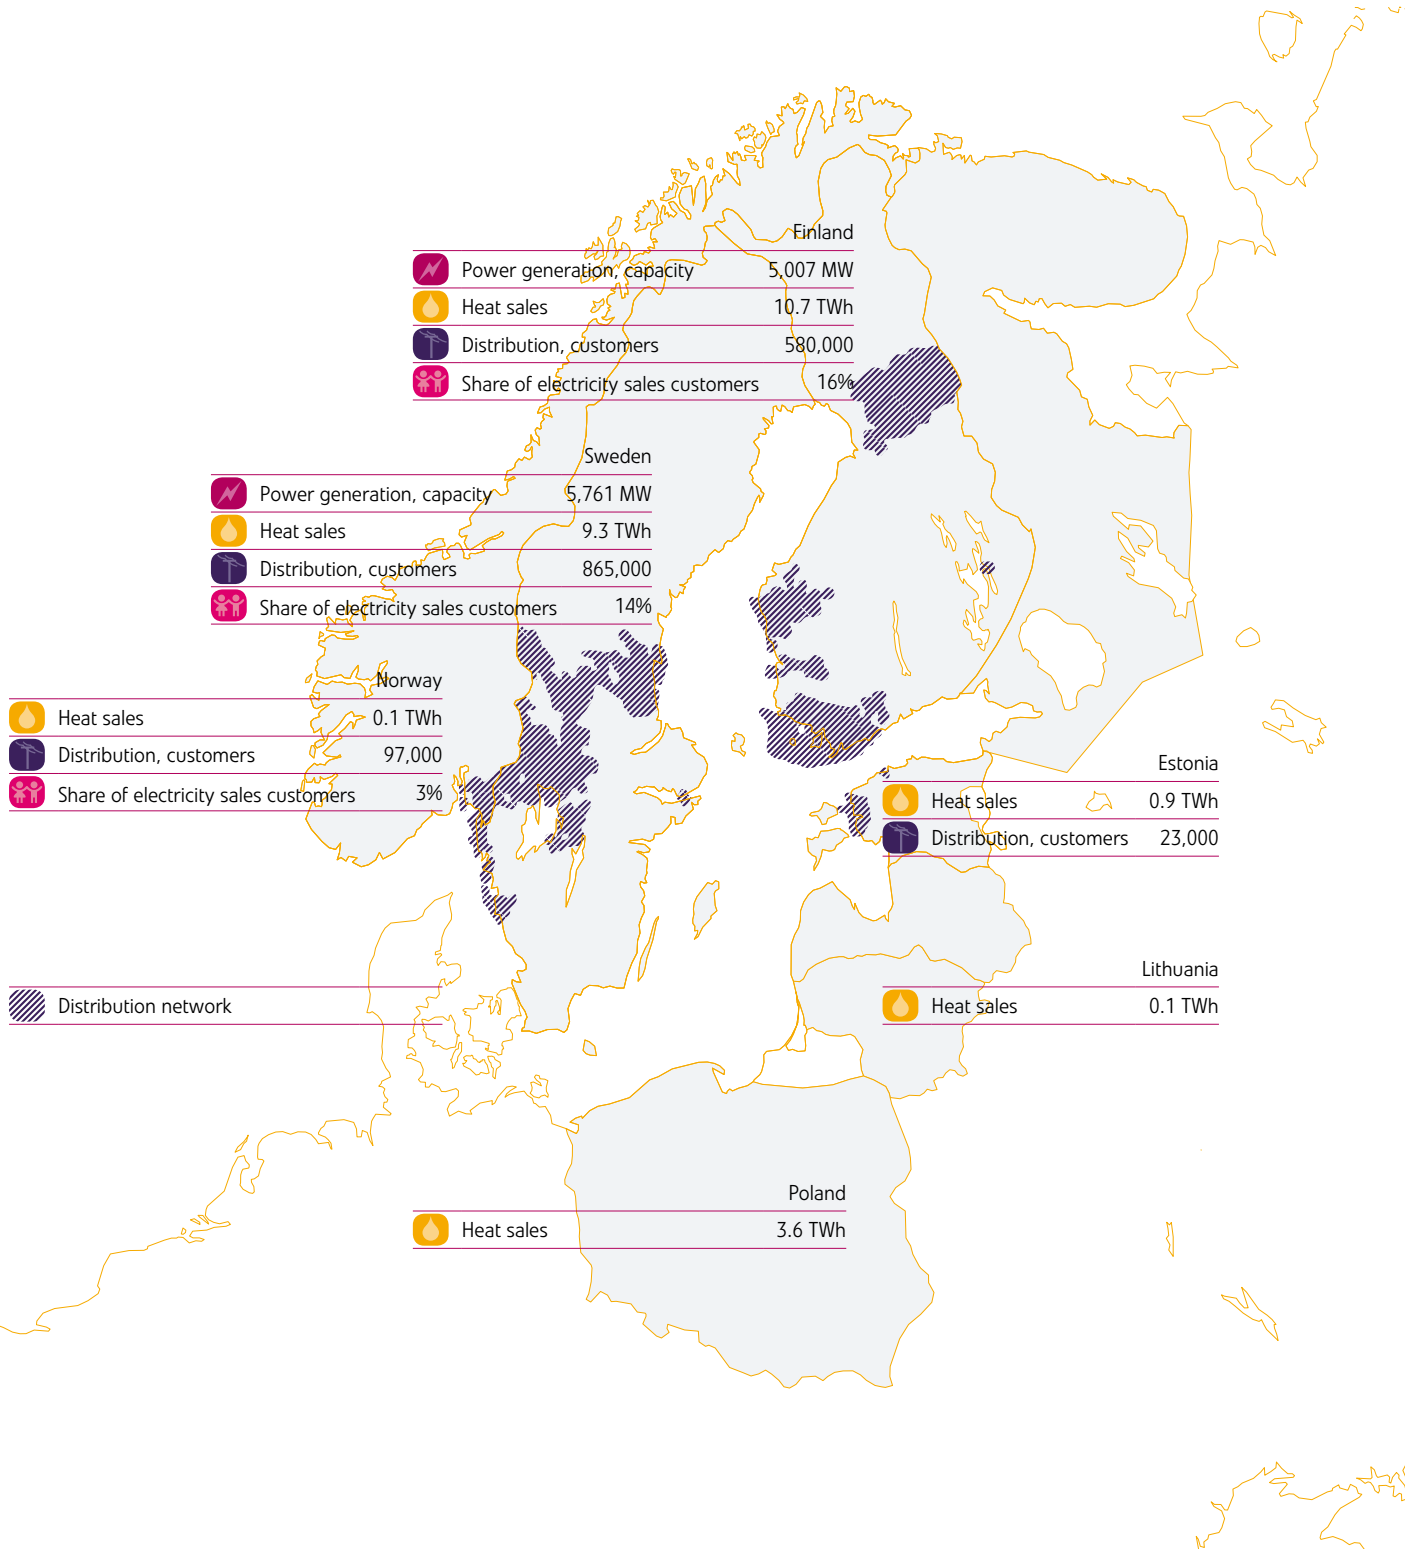 Finland
Power generation, capacity 5,007 MW
Heat sales 10.7 TWh
Distribution, customers 580,000
Share of electricity sales customers 16%
Sweden
Power generation, capacity 5,761 MW
Heat sales 9.3 TWh
Distribution, customers 865,000
Share of electricity sales customers 14%
Norway
Heat sales 0.1 TWh
Distribution, customers 97,000
Share of electricity sales customers 3%
Estonia
Heat sales 0.9 TWh
Distribution, customers 23,000
Lithuania
Heat sales 0.1 TWh
Distribution network
Poland
Heat sales 3.6 TWh